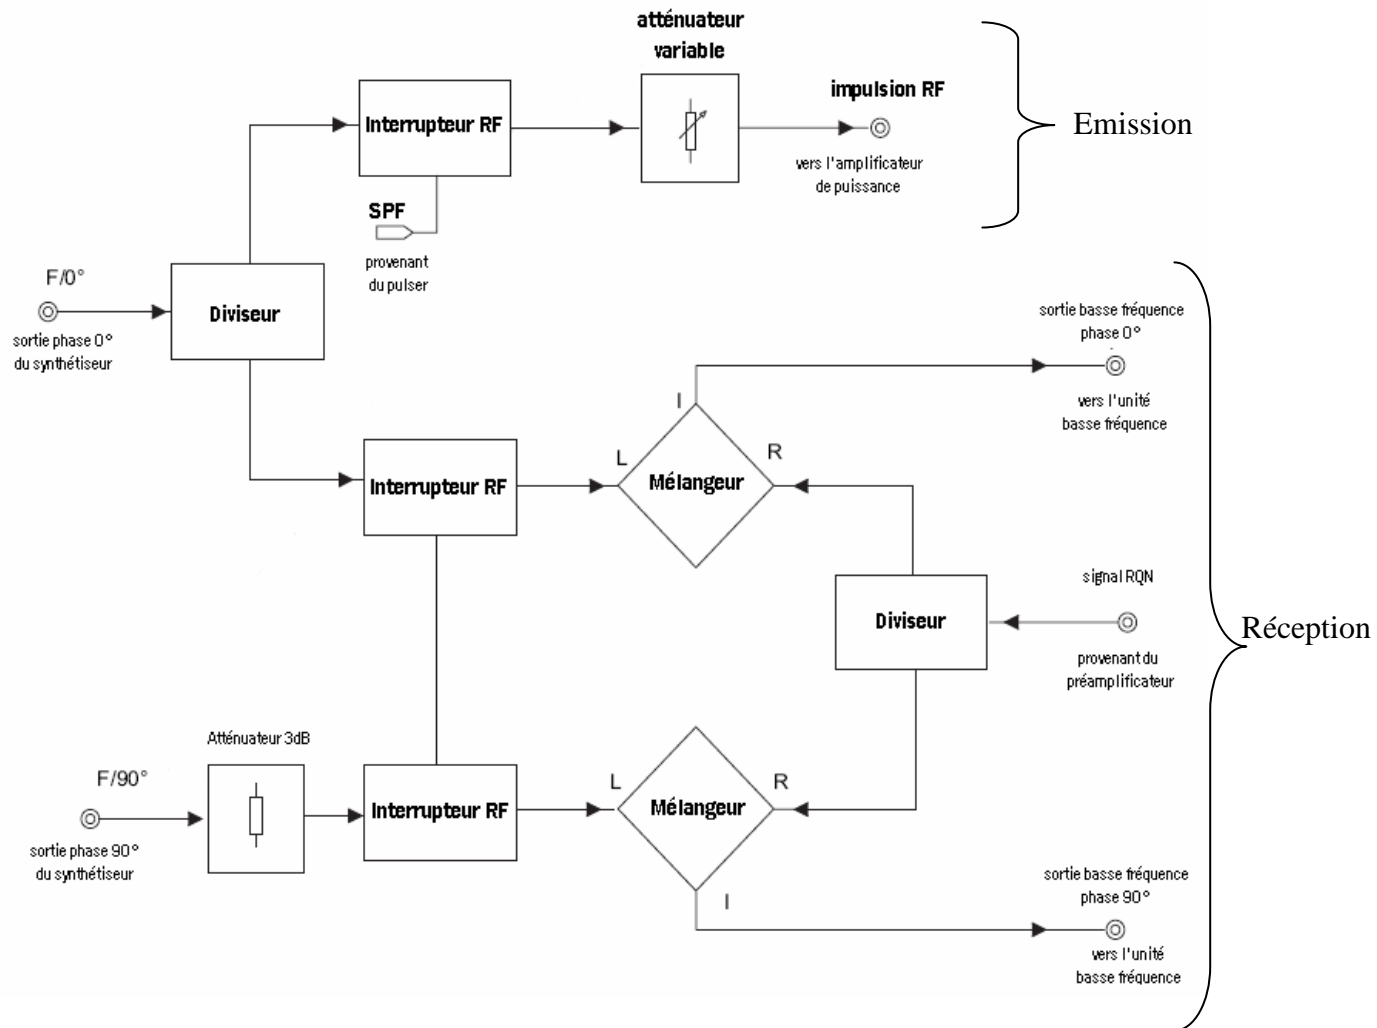 atténuateur
variable
Interrupteur RF
impulsion RF
vers l'amplificateur
de puissance
Emission
SPF
provenant
du pulser
F/0°
sortie phase 0°
du synthétiseur
Diviseur
sortie basse fréquence
phase 0°
vers l'unité
basse fréquence
I
L
R
Interrupteur RF
Mélangeur
signal RQN
Diviseur
provenant du
préamplificateur
Réception
Atténuateur 3dB
F/90°
sortie phase 90°
du synthétiseur
Interrupteur RF
L
R
Mélangeur
I
sortie basse fréquence
phase 90°
vers l'unité
basse fréquence